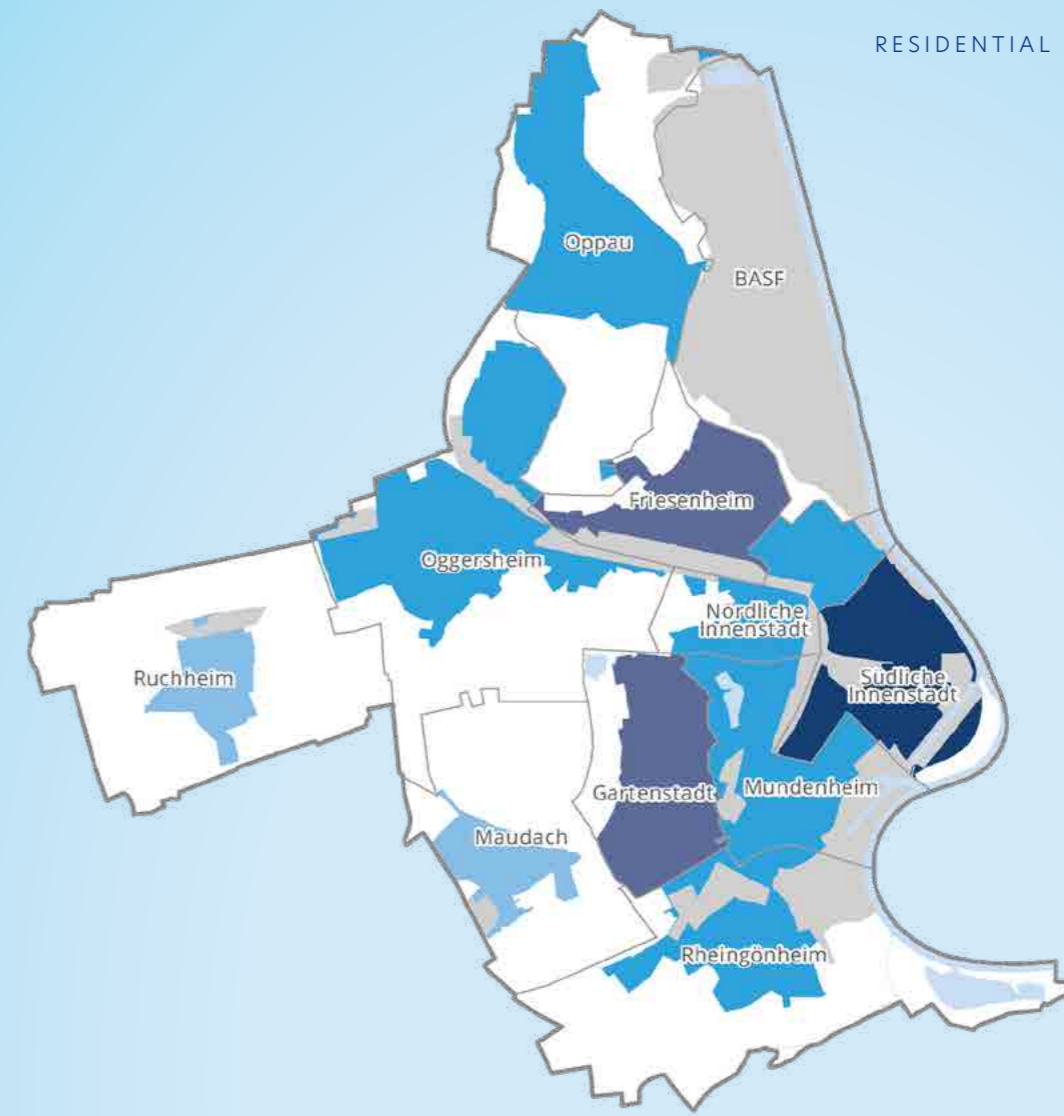 RESIDENTIAL
Oppau
BASF
Friesenheim
Oggersheim
Nördliche
Innenstadt
Ruchheim
Südliche
Innenstadt
Gartenstadt
Mundenheim
Maudach
Rheingönheim